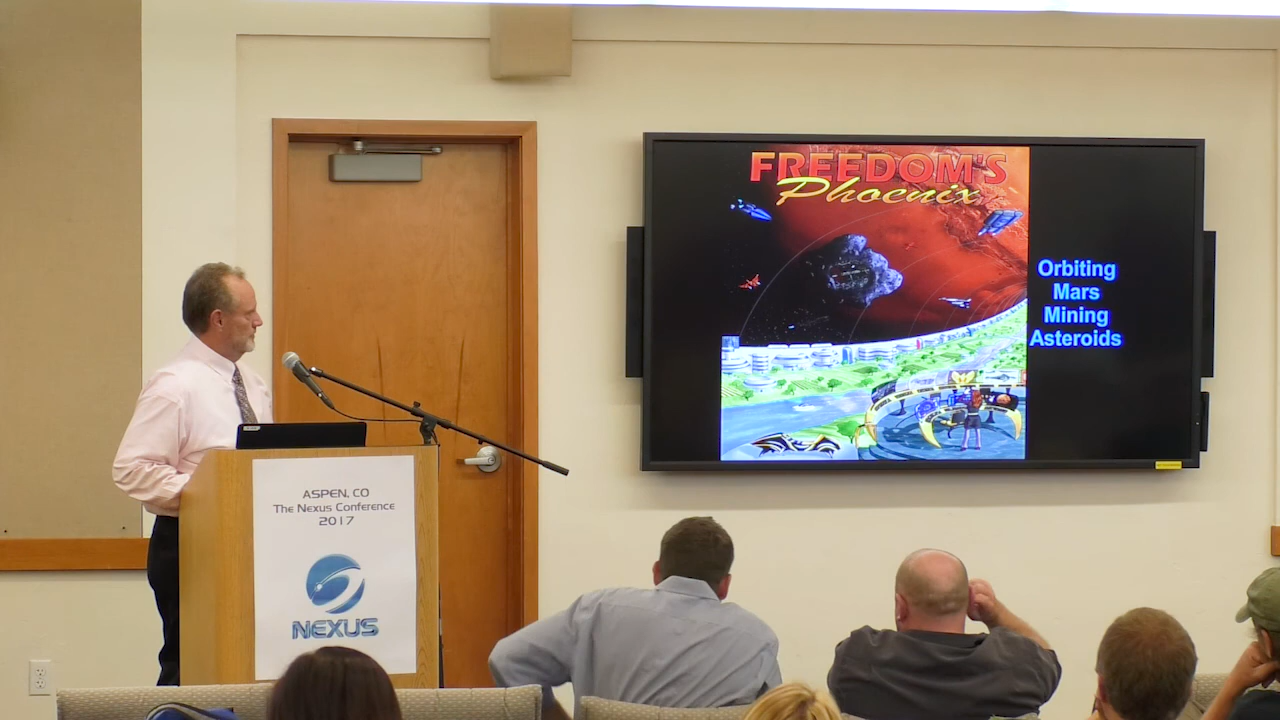 FREEDOM'S
Phoenix
Orbiting
Mars
Mining
Asteroids
ASPEN, CO
The Nexus Conference
2017
NEXUS